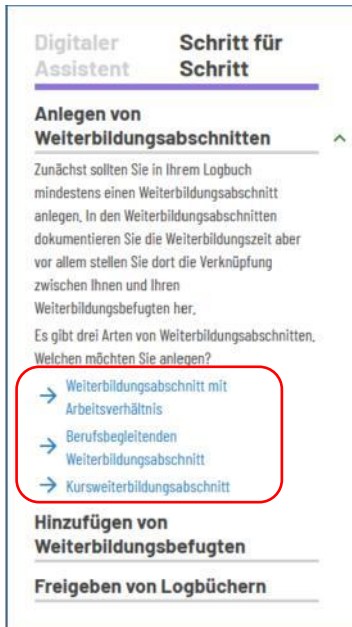 Digitaler Assistent
Schritt für Schritt
Anlegen von
Weiterbildungsabschnitten
Zunächst sollten Sie in Ihrem Logbuch
mindestens einen Weiterbildungsabschnitt
anlegen. In den Weiterbildungsabschnitten
dokumentieren Sie die Weiterbildungszeit aber
vor allem stellen Sie dort die Verknüpfung
zwischen Ihnen und Ihren
Weiterbildungsbefugten her.
Es gibt drei Arten von Weiterbildungsabschnitten.
Welchen möchten Sie anlegen?
Weiterbildungsabschnitt mit
Arbeitsverhältnis
Berufsbegleitenden
Weiterbildungsabschnitt
Kursweiterbildungsabschnitt
Hinzufügen von
Weiterbildungsbefugten
Freigeben von Logbüchern